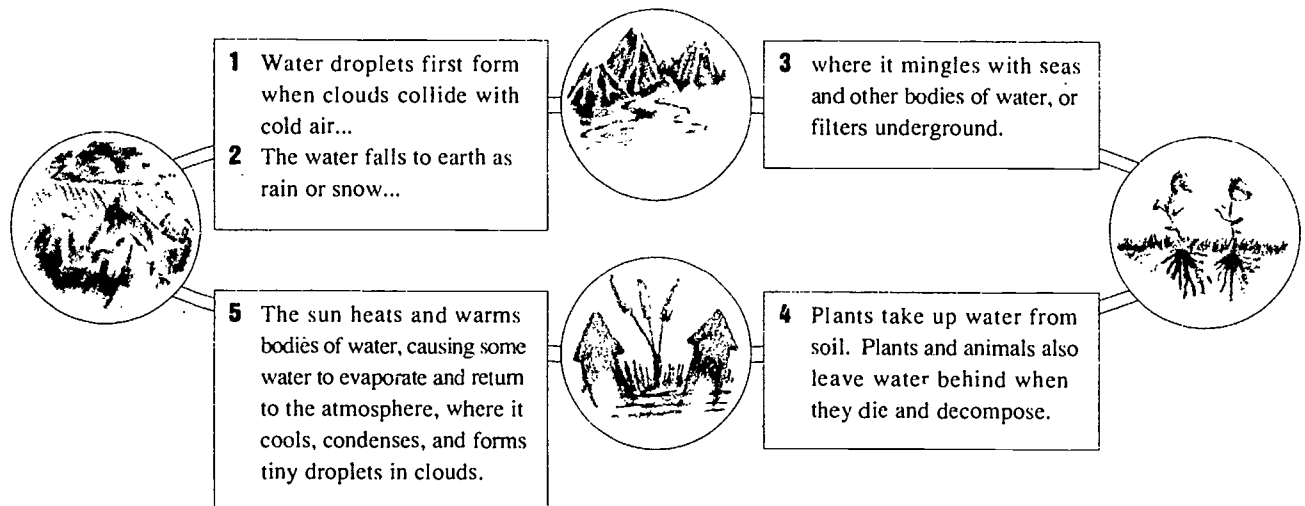 1 Water droplets first form
when clouds collide with
cold air...
2 The water falls to earth as
rain or snow...
3 where it mingles with seas
and other bodies of water, or
filters underground.
4 Plants take up water from
soil. Plants and animals also
leave water behind when
they die and decompose.
5 The sun heats and warms
bodies of water, causing some
water to evaporate and return
to the atmosphere, where it
cools, condenses, and forms
tiny droplets in clouds.